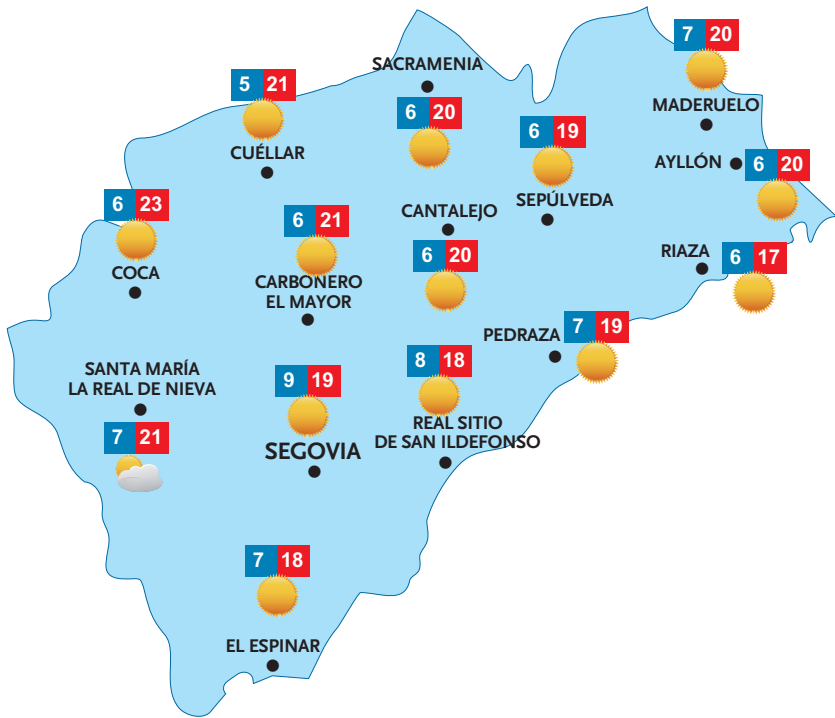 7 20
MADERUELO
SACRAMENIA
6 20
5 21
CUÉLLAR
6 19
SEPÚLVEDA
AYLLÓN
6 20
6 23
COCA
6 21
CARBONERO
EL MAYOR
CANTALEJO
6 20
RIAZA
6 17
PEDRAZA
7 19
SANTA MARÍA
LA REAL DE NIEVA
7 21
9 19
SEGOVIA
8 18
REAL SITIO
DE SAN ILDEFONSO
7 18
EL ESPINAR